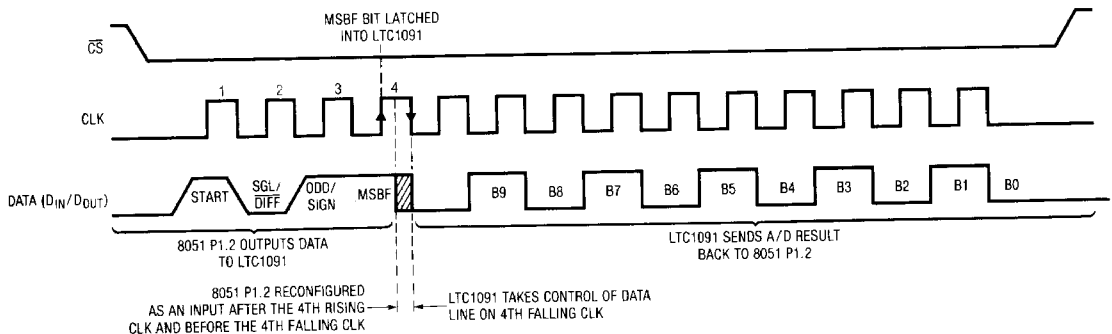 MSBF BIT LATCHED
INTO LTC1091
CS
1 2 3 4
CLK
DATA (DIN/DOUT)
START
SGL/
DIFF
ODD/
SIGN
MSBF
B9 B8 B7 B6 B5 B4 B3 B2 B1 B0
8051 P1.2 OUTPUTS DATA
TO LTC1091
LTC1091 SENDS A/D RESULT
BACK TO 8051 P1.2
8051 P1.2 RECONFIGURED
AS AN INPUT AFTER THE 4TH RISING
CLK AND BEFORE THE 4TH FALLING CLK
LTC1091 TAKES CONTROL OF DATA
LINE ON 4TH FALLING CLK